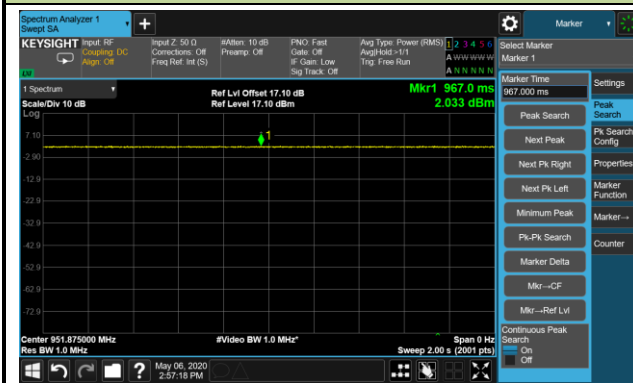 Spectrum Analyzer 1
Swept SA
+
Marker
KEYSIGHT
Input: RF
Coupling: DC
Align: Off
Input Z: 50 Ω
Corrections: Off
Freq Ref: Int (S)
#Atten: 10 dB
Preamp: Off
PNO: Fast
Gate: Off
IF Gain: Low
Sig Track: Off
Avg Type: Power (RMS)
Avg|Hold:>1/1
Trig: Free Run
1 2 3 4 5 6
A W W W W W
A N N N N N
Select Marker
Marker 1
Marker Time
967.000 ms
Settings
Peak Search
Next Peak
Next Pk Right
Next Pk Left
Minimum Peak
Pk-Pk Search
Marker Delta
Mkr→CF
Mkr→Ref Lvl
Continuous Peak
Search
On
Off
Peak
Search
Pk Search
Config
Properties
Marker
Function
Marker→
Counter
1 Spectrum
Scale/Div 10 dB
Log
Ref Lvl Offset 17.10 dB
Ref Level 17.10 dBm
Mkr1 967.0 ms
2.033 dBm
1
7.10
-2.90
-12.9
-22.9
-32.9
-42.9
-52.9
-62.9
-72.9
Center 951.875000 MHz
Res BW 1.0 MHz
#Video BW 1.0 MHz*
Span 0 Hz
Sweep 2.00 s (2001 pts)
?
May 06, 2020
2:57:18 PM